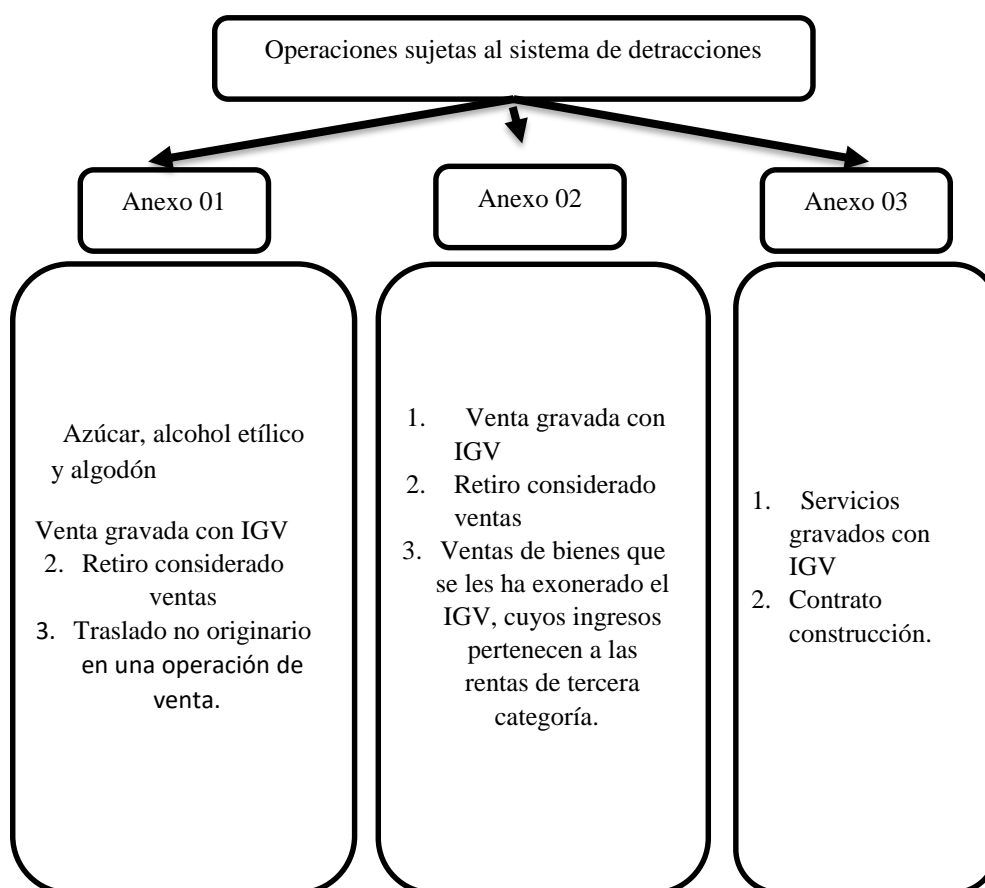 Operaciones sujetas al sistema de detracciones
Anexo 01
Anexo 02
Anexo 03
Azúcar, alcohol etílico
y algodón
Venta gravada con IGV
2. Retiro considerado
ventas
3. Traslado no originario
en una operación de
venta.
1. Venta gravada con
IGV
2. Retiro considerado
ventas
3. Ventas de bienes que
se les ha exonerado el
IGV, cuyos ingresos
pertenecen a las
rentas de tercera
categoría.
1. Servicios
gravados con
IGV
2. Contrato
construcción.